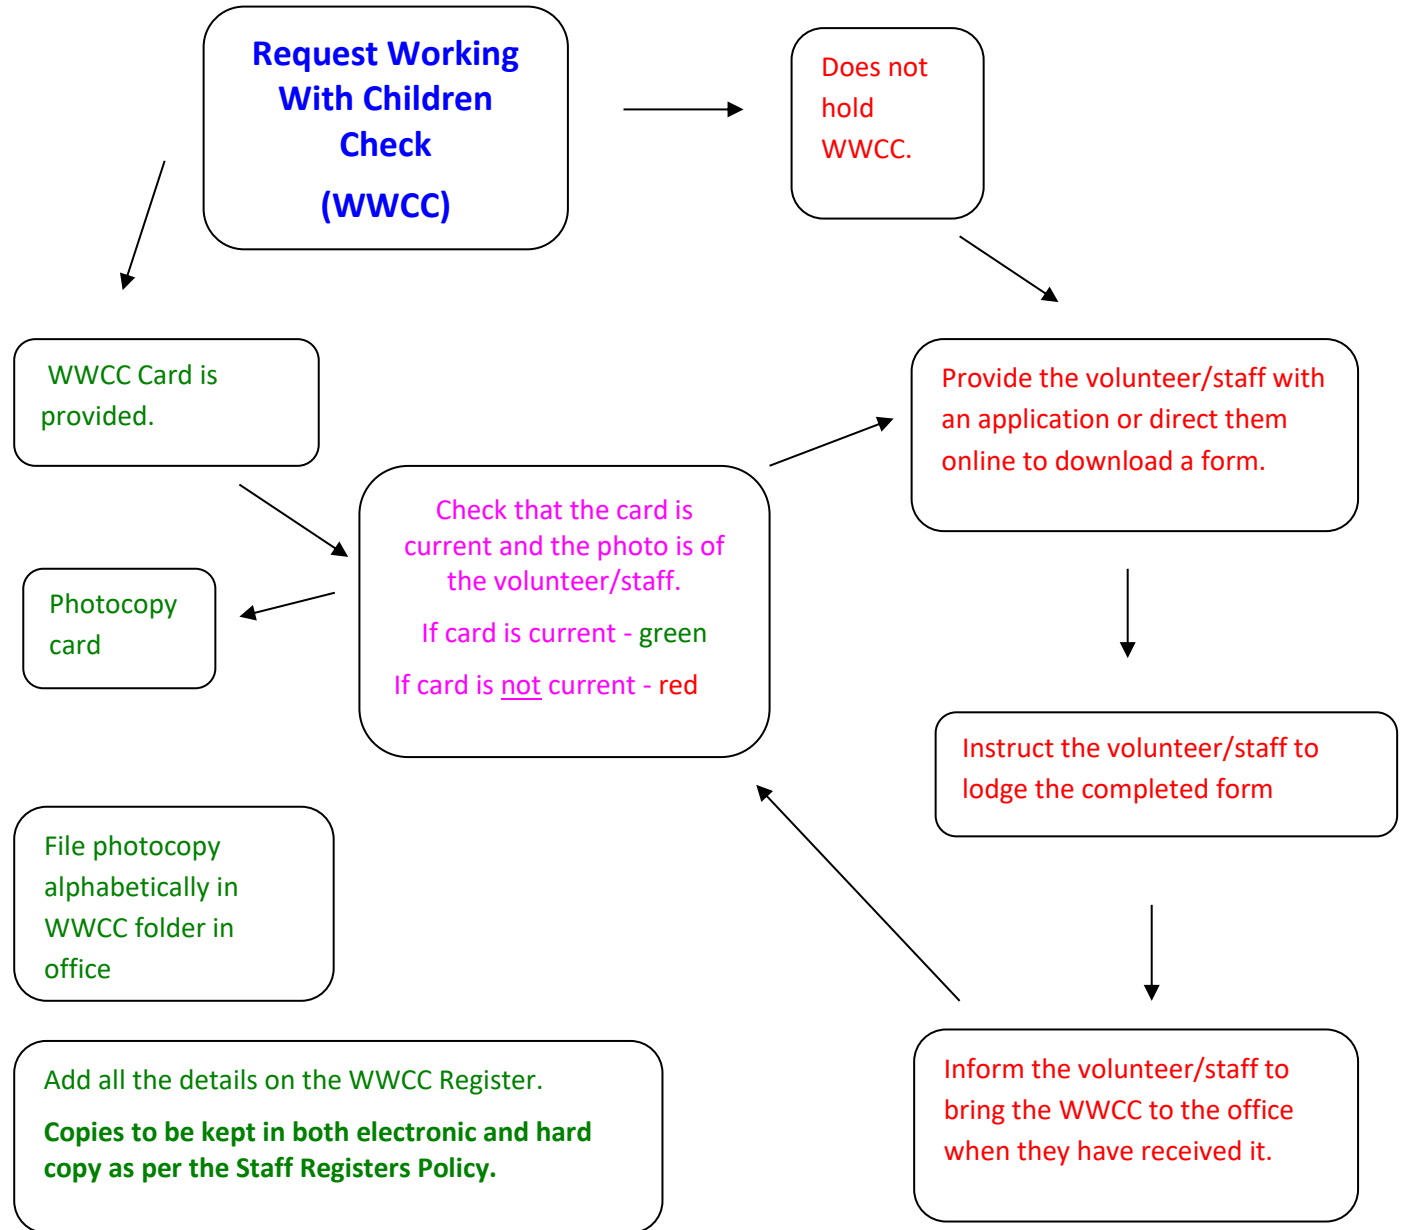 Request Working
With Children
Check
(WWCC)
Does not
hold
WWCC.
WWCC Card is
provided.
Provide the volunteer/staff with
an application or direct them
online to download a form.
Check that the card is
current and the photo is of
the volunteer/staff.
If card is current - green
If card is not current - red
Photocopy
card
Instruct the volunteer/staff to
lodge the completed form
File photocopy
alphabetically in
WWCC folder in
office
Add all the details on the WWCC Register.
Copies to be kept in both electronic and hard
copy as per the Staff Registers Policy.
Inform the volunteer/staff to
bring the WWCC to the office
when they have received it.